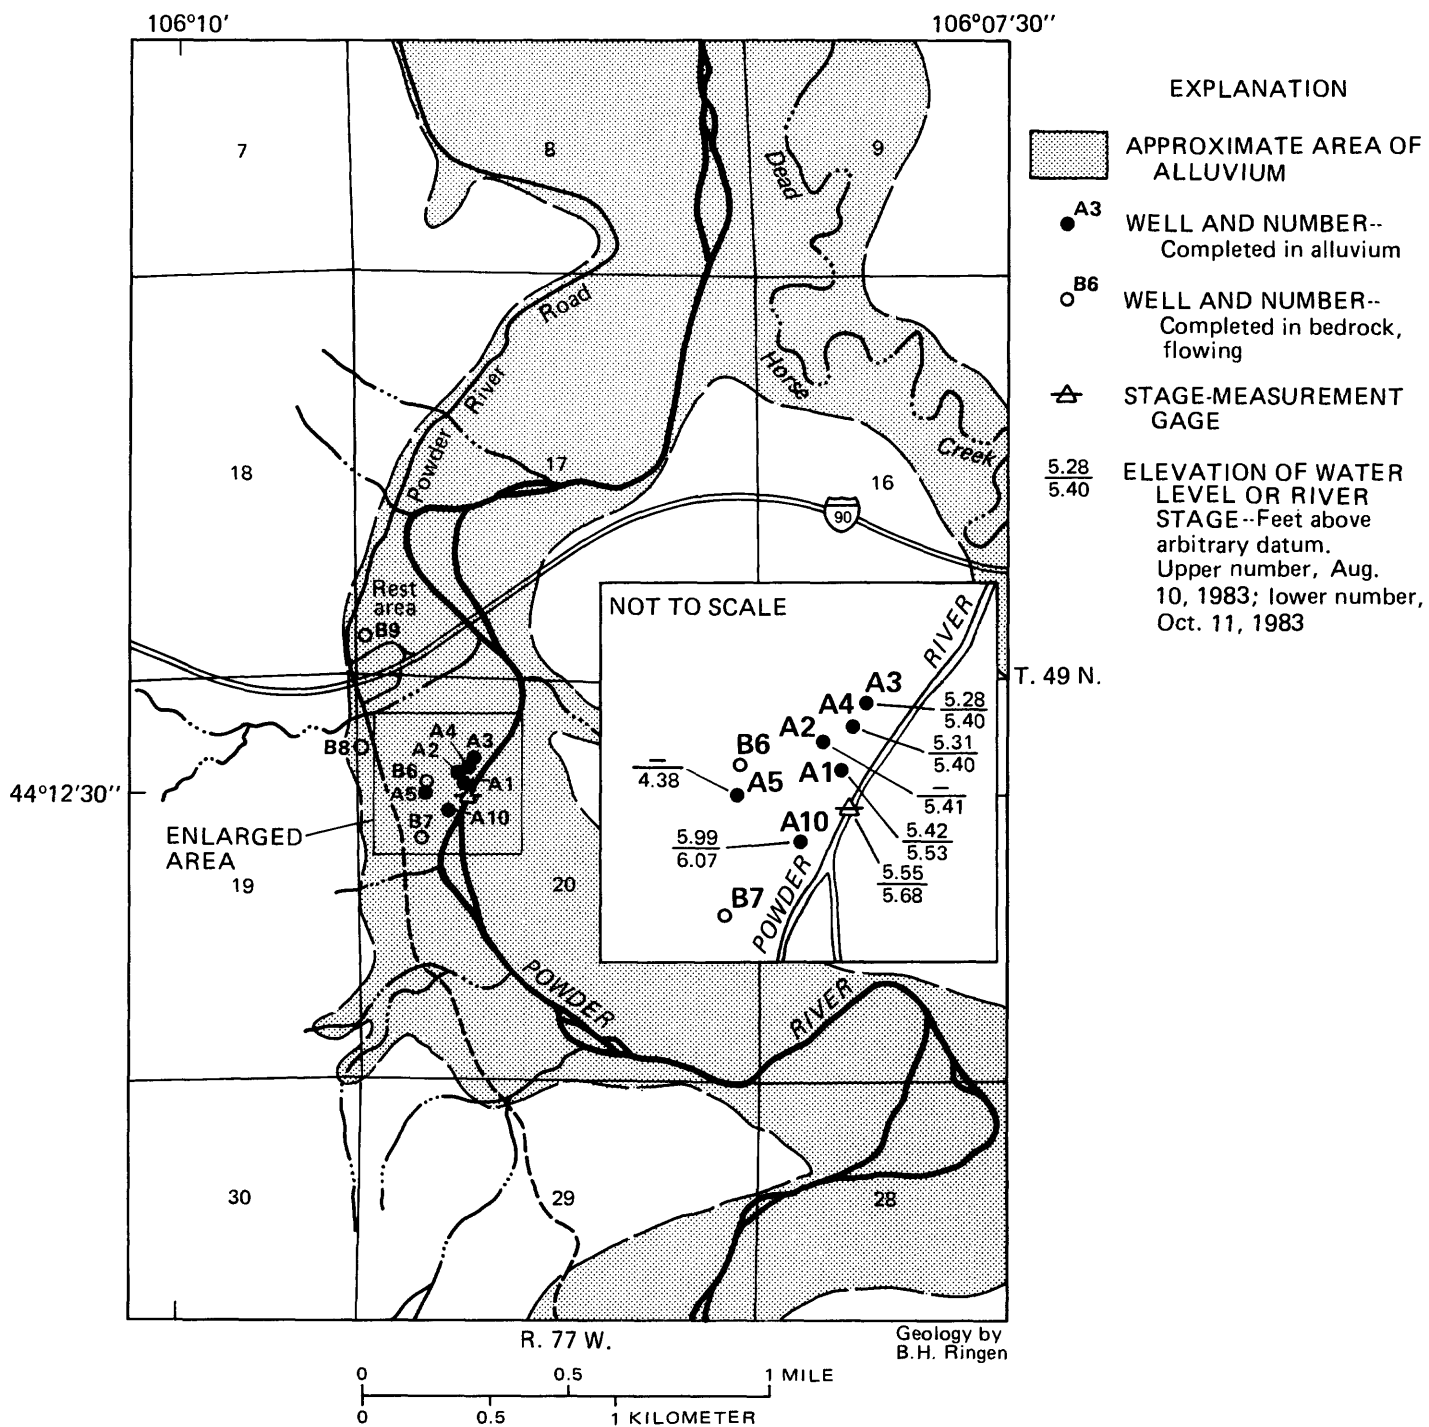 106°10'
106°07'30''
EXPLANATION
APPROXIMATE AREA OF
ALLUVIUM
A3
WELL AND NUMBER--
Completed in alluvium
B6
WELL AND NUMBER--
Completed in bedrock,
flowing
STAGE-MEASUREMENT
GAGE
5.28
5.40
ELEVATION OF WATER
LEVEL OR RIVER
STAGE--Feet above
arbitrary datum.
Upper number, Aug.
10, 1983; lower number,
Oct. 11, 1983
7
8
9
Dead
Horse
Creek
Powder
River
Road
18
17
16
90
Rest
area
B9
T. 49 N.
B8
A4
A3
A2
B6
A5
A1
A10
B7
44°12'30''
ENLARGED
AREA
19
20
NOT TO SCALE
RIVER
A3
A4
A2
B6
A5
A1
A10
B7
POWDER
5.28
5.40
5.31
5.40
—
4.38
—
5.41
5.42
5.53
5.99
6.07
5.55
5.68
POWDER
RIVER
30
29
28
R. 77 W.
Geology by
B.H. Ringen
0 0.5 1 MILE
0 0.5 1 KILOMETER